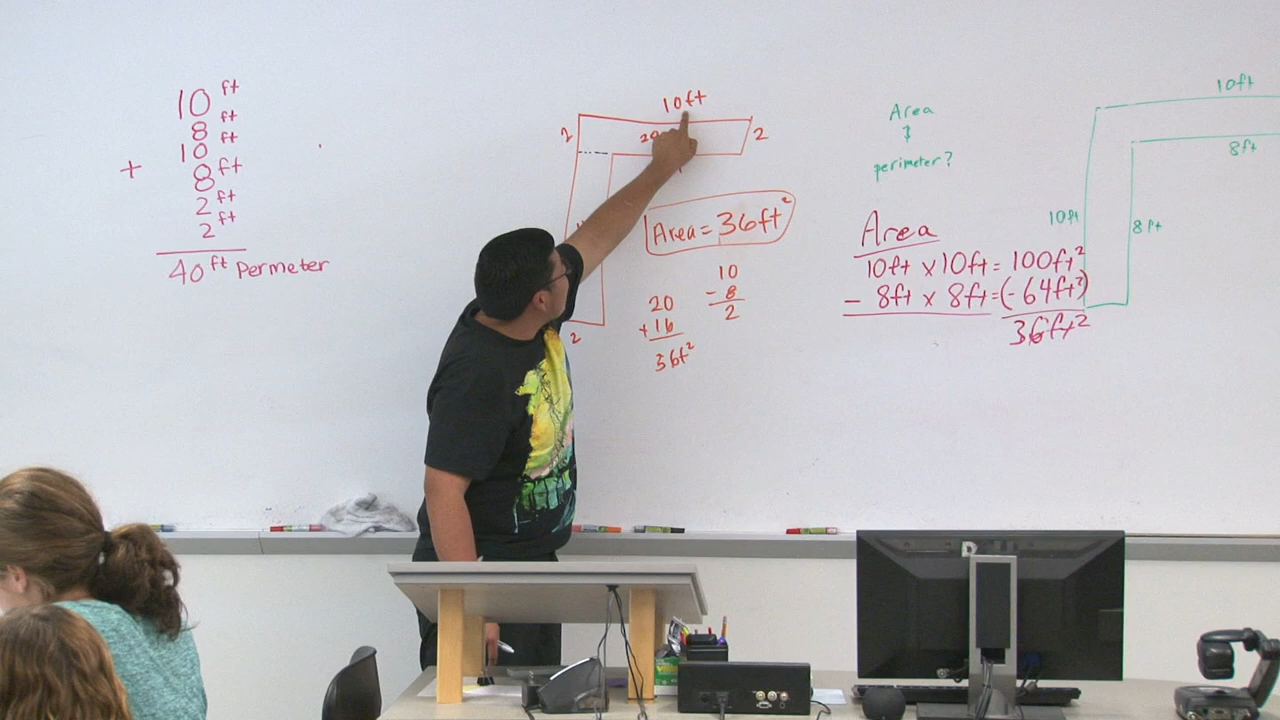 10 ft
8 ft
10 ft
+ 8 ft
2 ft
2 ft
40 ft Perimeter
10ft
2
2
Area = 36ft²
2
20
+ 16
36ft²
10
- 8
2
Area
&
perimeter?
Area
10ft x 10ft = 100ft²
- 8ft x 8ft = (-64ft²)
36ft²
10ft
8ft
10ft
8ft